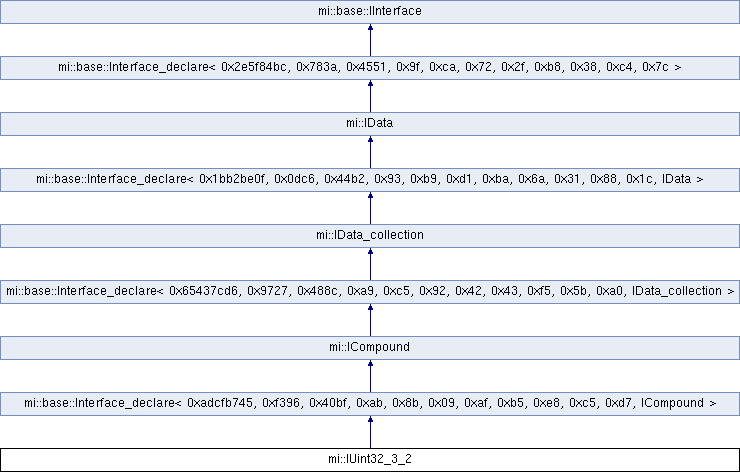 mi::base::IInterface
mi::base::Interface_declare< 0x2e5f84bc, 0x783a, 0x4551, 0x9f, 0xca, 0x72, 0x2f, 0xb8, 0x38, 0xc4, 0x7c >
mi::IData
mi::base::Interface_declare< 0x1bb2be0f, 0x0dc6, 0x44b2, 0x93, 0xb9, 0xd1, 0xba, 0x6a, 0x31, 0x88, 0x1c, IData >
mi::IData_collection
mi::base::Interface_declare< 0x65437cd6, 0x9727, 0x488c, 0xa9, 0xc5, 0x92, 0x42, 0x43, 0xf5, 0x5b, 0xa0, IData_collection >
mi::ICompound
mi::base::Interface_declare< 0xadcfb745, 0xf396, 0x40bf, 0xab, 0x8b, 0x09, 0xaf, 0xb5, 0xe8, 0xc5, 0xd7, ICompound >
mi::IUint32_3_2